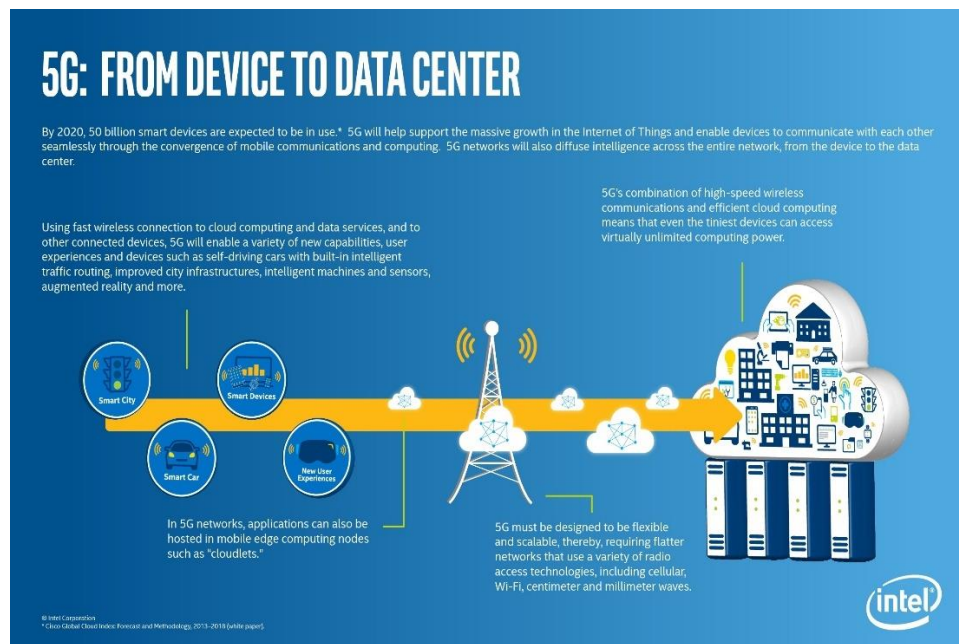 5G: FROM DEVICE TO DATA CENTER
By 2020, 50 billion smart devices are expected to be in use.* 5G will help support the massive growth in the Internet of Things and enable devices to communicate with each other
seamlessly through the convergence of mobile communications and computing. 5G networks will also diffuse intelligence across the entire network, from the device to the data
center.
5G's combination of high-speed wireless
communications and efficient cloud computing
means that even the tiniest devices can access
virtually unlimited computing power.
Using fast wireless connection to cloud computing and data services, and to
other connected devices, 5G will enable a variety of new capabilities, user
experiences and devices such as self-driving cars with built-in intelligent
traffic routing, improved city infrastructures, intelligent machines and sensors,
augmented reality and more.
Smart City
Smart Devices
Smart Car
New User
Experiences
In 5G networks, applications can also be
hosted in mobile edge computing nodes
such as "cloudlets."
5G must be designed to be flexible
and scalable, thereby, requiring flatter
networks that use a variety of radio
access technologies, including cellular,
Wi-Fi, centimeter and millimeter waves.
© Intel Corporation
* Cisco Global Cloud Index: Forecast and Methodology, 2013-2018 (white paper).
intel